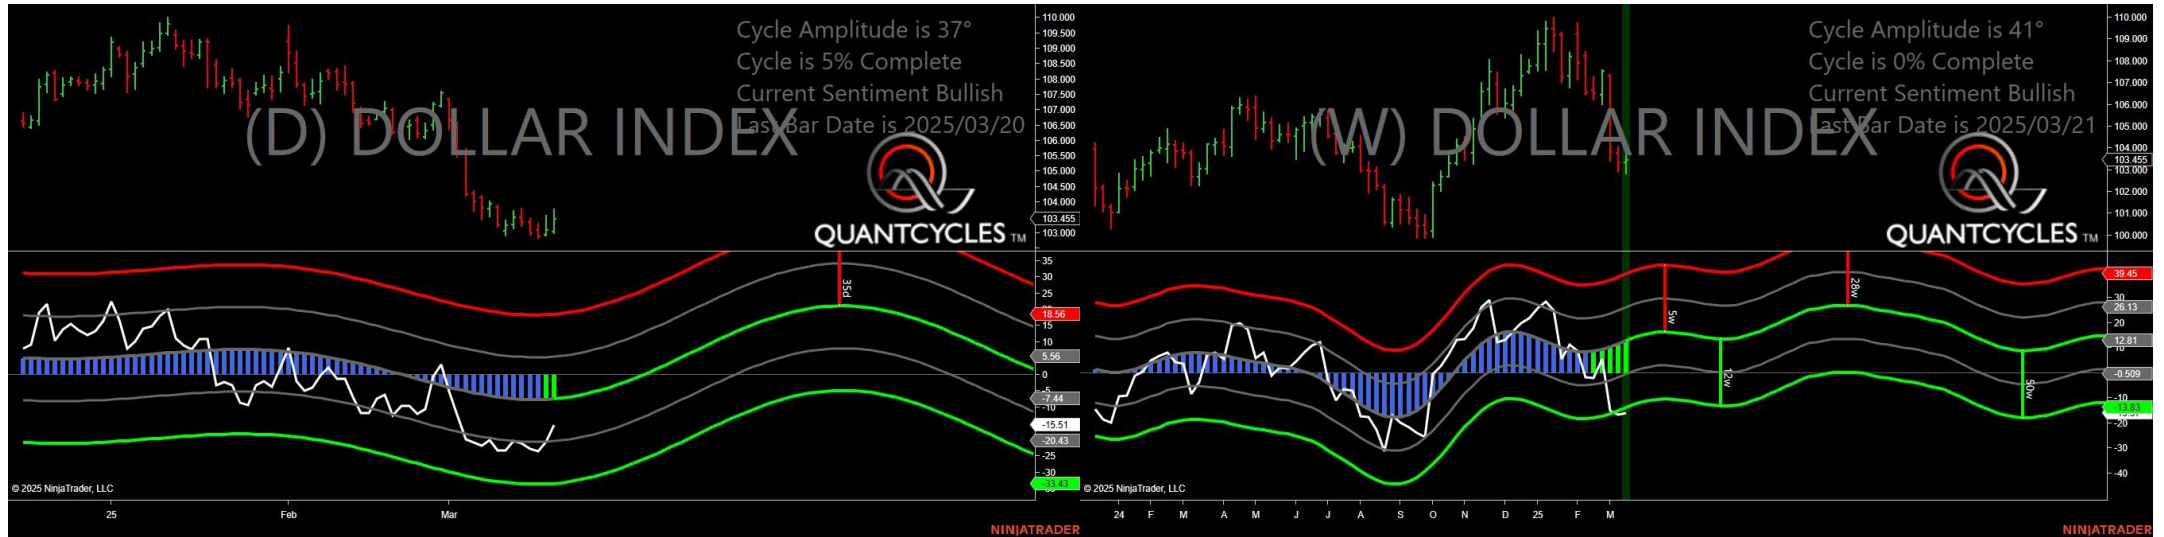 Cycle Amplitude is 37°
Cycle is 5% Complete
Current Sentiment Bullish
Last Bar Date is 2025/03/20
(D) DOLLAR INDEX
QUANTCYCLES TM
110.000
109.500
109.000
108.500
108.000
107.500
107.000
106.500
106.000
105.500
105.000
104.500
104.000
103.455
103.000
35d
35
30
25
18.56
15
10
5.56
0
-5
-7.44
-10
-15.51
-20.43
-25
-30
-33.43
© 2025 NinjaTrader, LLC
25
Feb
Mar
NINJATRADER
Cycle Amplitude is 41°
Cycle is 0% Complete
Current Sentiment Bullish
Last Bar Date is 2025/03/21
(W) DOLLAR INDEX
QUANTCYCLES TM
110.000
109.000
108.000
107.000
106.000
105.000
104.000
103.455
103.000
102.000
101.000
100.000
5w
12w
28w
50w
39.45
30
26.13
20
12.81
-0.509
-10
-13.83
-20
-30
-40
© 2025 NinjaTrader, LLC
24
F
M
A
M
J
J
A
S
O
N
D
25
F
M
NINJATRADER